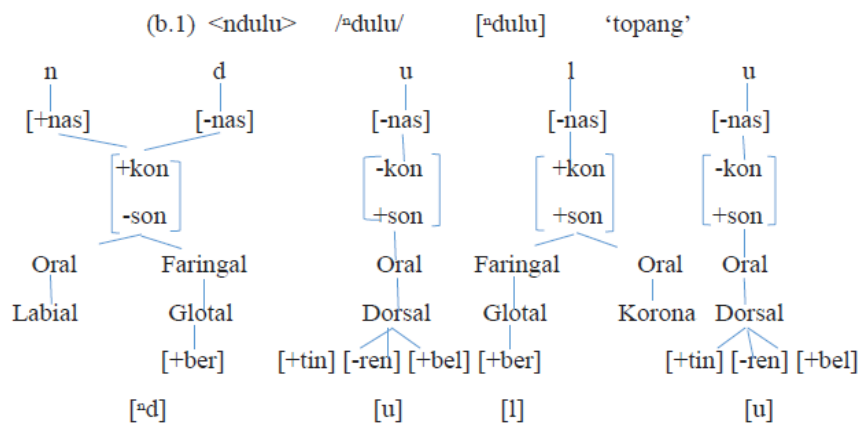 (b.1) <ndulu> /ⁿdulu/ [ⁿdulu] ‘topang’
n d u l u
[+nas] [-nas] [-nas] [-nas] [-nas]
+kon -kon +kon -kon
-son +son +son +son
Oral Faringal Oral Faringal Oral Oral
Labial Glotal Dorsal Glotal Korona Dorsal
[+ber] [+tin] [-ren] [+bel] [+ber] [+tin] [-ren] [+bel]
[ⁿd] [u] [l] [u]